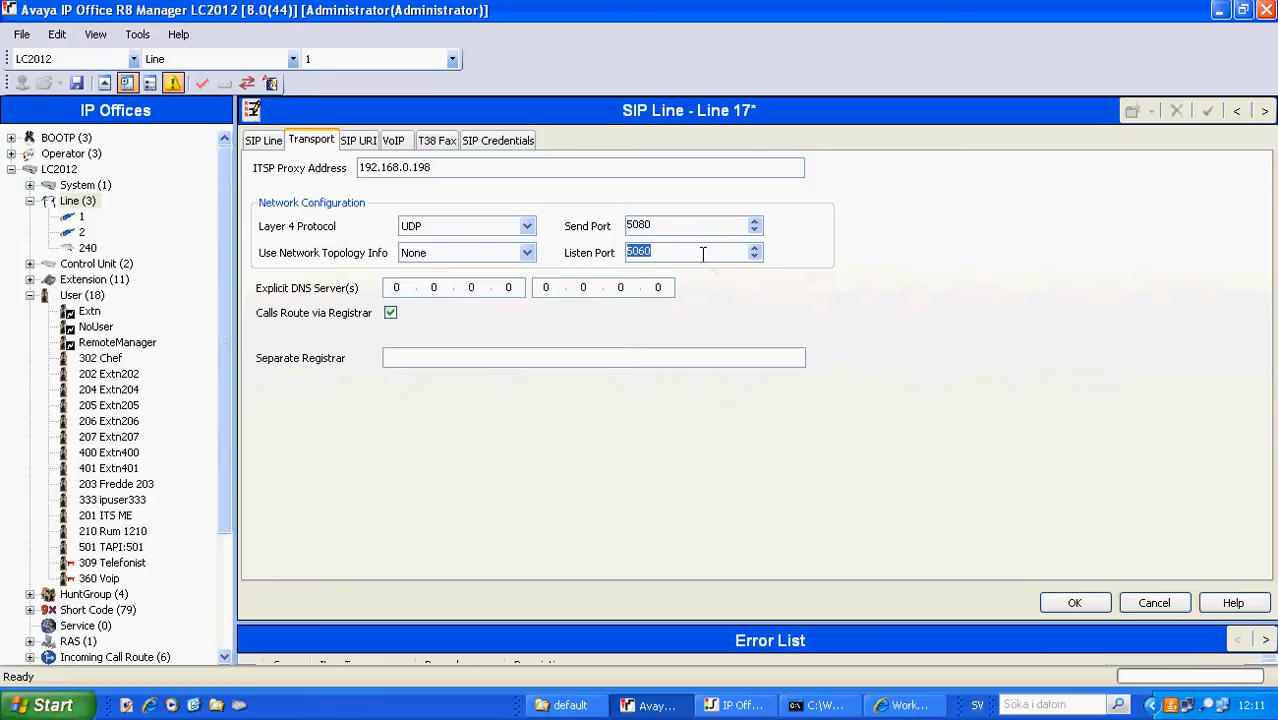 Avaya IP Office R8 Manager LC2012 [8.0(44)] [Administrator(Administrator)]
File Edit View Tools Help
LC2012 Line 1
IP Offices
SIP Line - Line 17*
BOOTP (3)
Operator (3)
LC2012
System (1)
Line (3)
1
2
240
Control Unit (2)
Extension (11)
User (18)
Extn
NoUser
RemoteManager
302 Chef
202 Extn202
204 Extn204
205 Extn205
206 Extn206
207 Extn207
400 Extn400
401 Extn401
203 Fredde 203
333 ipuser333
201 ITS ME
210 Rum 1210
501 TAPI:501
309 Telefonist
360 Voip
HuntGroup (4)
Short Code (79)
Service (0)
RAS (1)
Incoming Call Route (6)
SIP Line Transport SIP URI VoIP T38 Fax SIP Credentials
ITSP Proxy Address 192.168.0.198
Network Configuration
Layer 4 Protocol UDP Send Port 5080
Use Network Topology Info None Listen Port 5060
Explicit DNS Server(s) 0 . 0 . 0 . 0 0 . 0 . 0 . 0
Calls Route via Registrar
Separate Registrar
OK Cancel Help
Error List
Ready
Start default Avay... IP Off... C:\W... Work... SV Söka i datorn 12:11